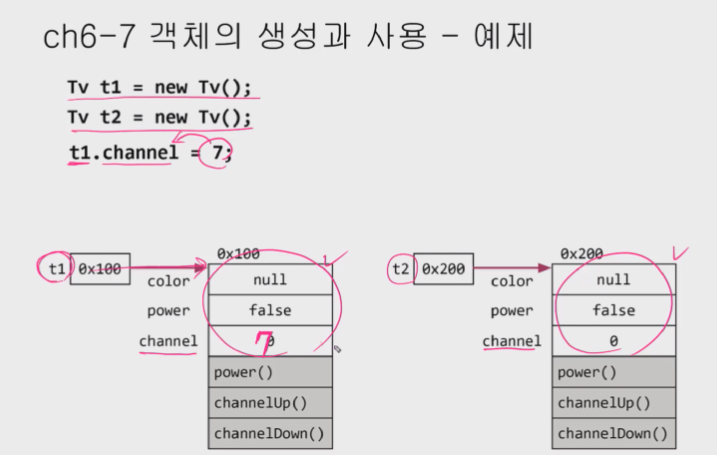 ch6-7 객체의 생성과 사용 - 예제
Tv t1 = new Tv();
Tv t2 = new Tv();
t1.channel = 7;
0x100
0x200
t1 0x100
color null
power false
channel 0 7
power()
channelUp()
channelDown()
t2 0x200
color null
power false
channel 0
power()
channelUp()
channelDown()